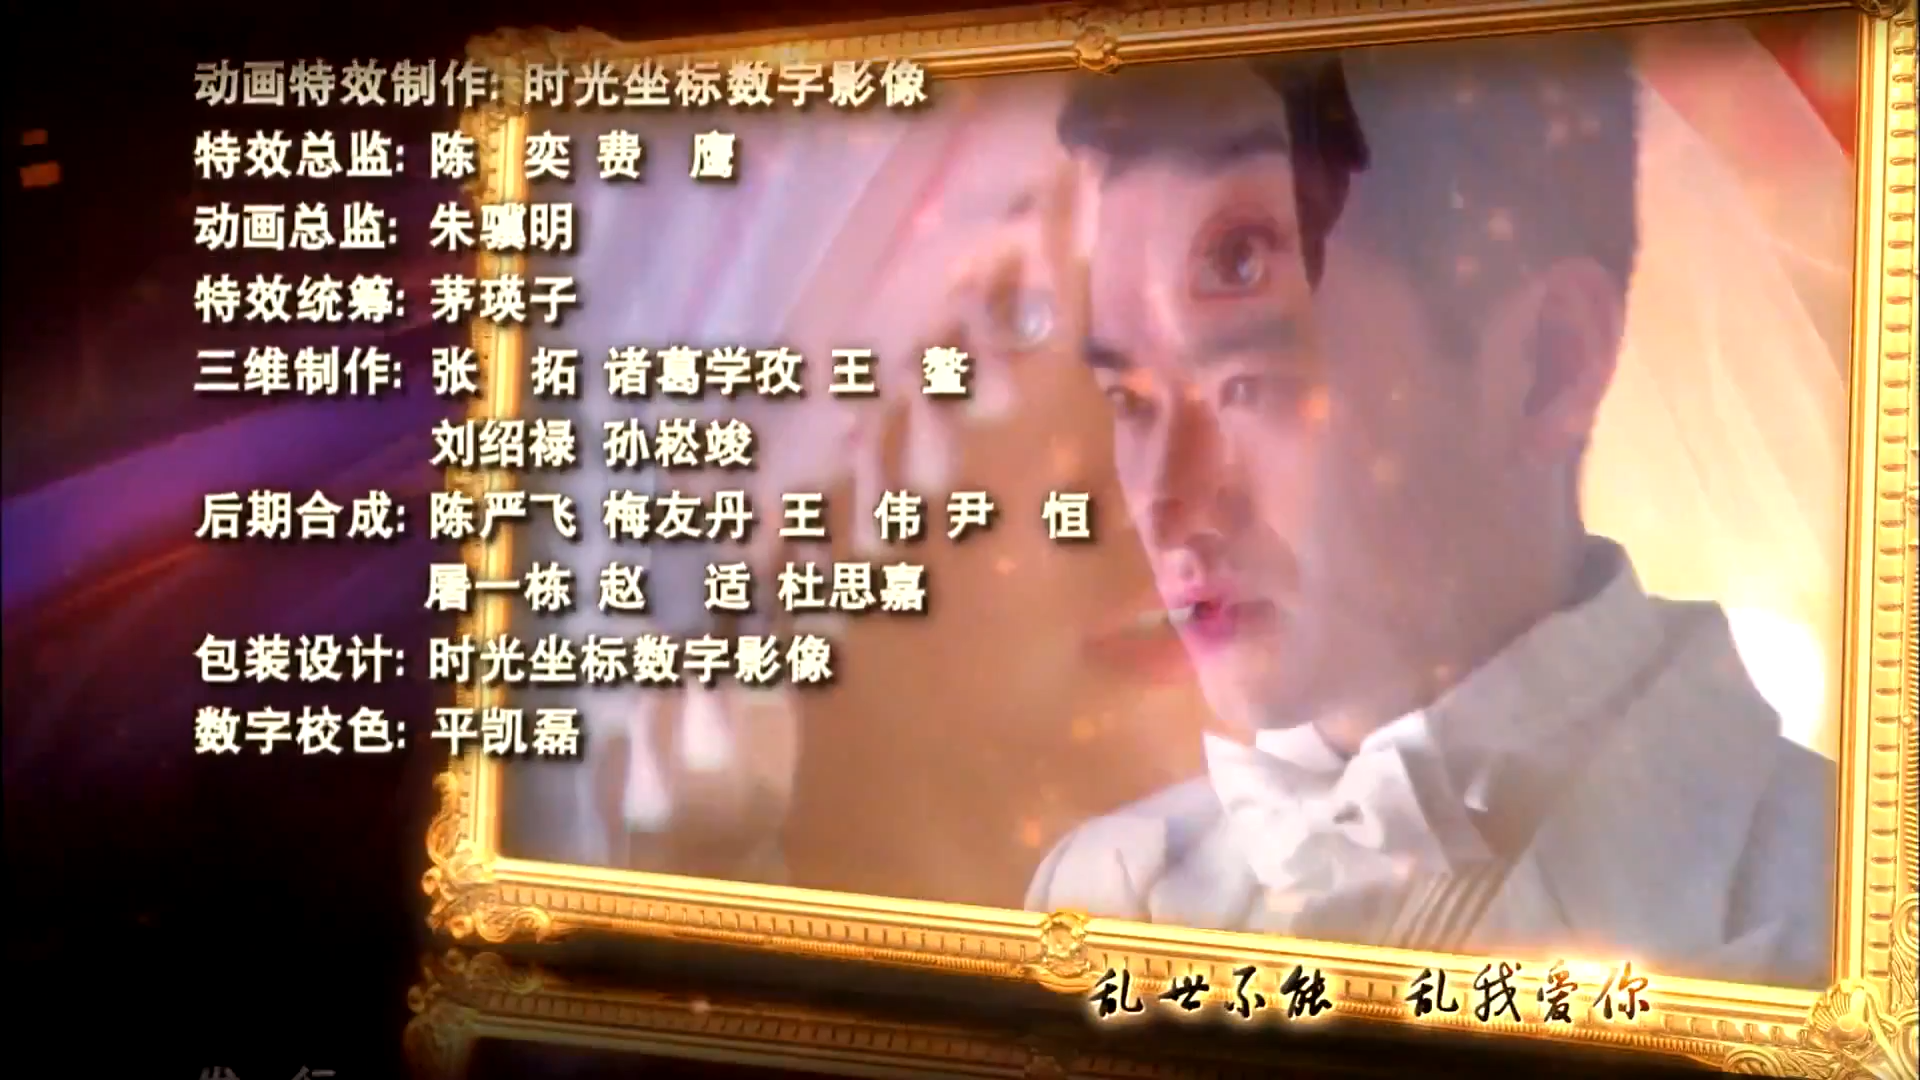 动画特效制作: 时光坐标数字影像
特效总监: 陈 奕 费 鹰
动画总监: 朱骥明
特效统筹: 茅瑛子
三维制作: 张 拓 诸葛学孜 王 鳌
刘绍禄 孙崧竣
后期合成: 陈严飞 梅友丹 王 伟 尹 恒
屠一栋 赵 适 杜思嘉
包装设计: 时光坐标数字影像
数字校色: 平凯磊
乱世不能 乱我爱你
发 行